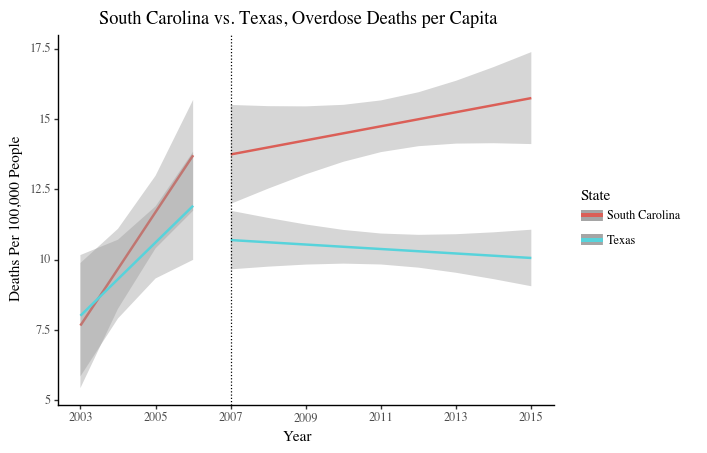 South Carolina vs. Texas, Overdose Deaths per Capita
17.5
15
12.5
10
7.5
5
Deaths Per 100,000 People
2003
2005
2007
2009
2011
2013
2015
Year
State
South Carolina
Texas